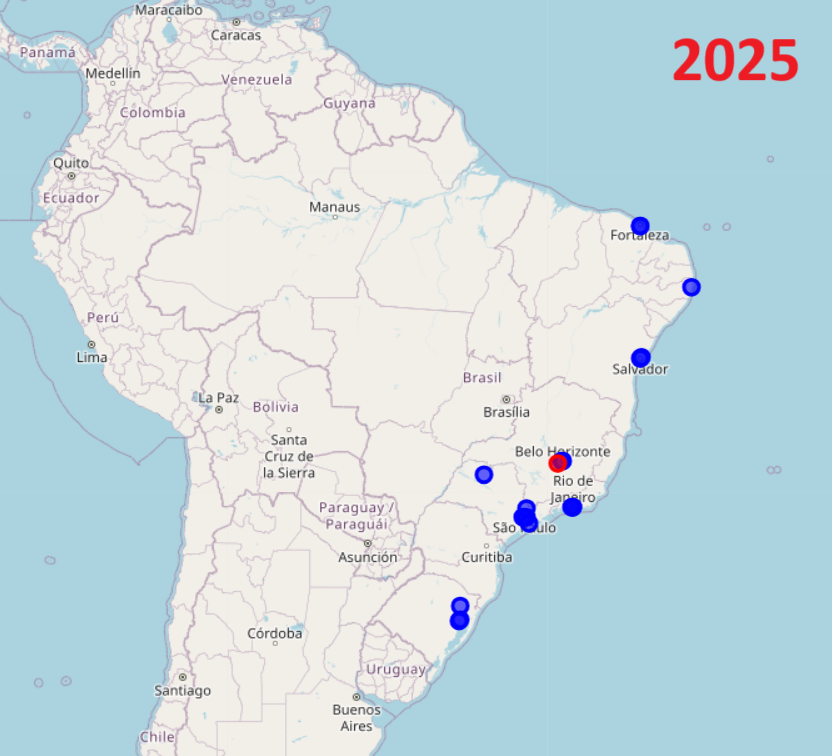 Maracaibo
Caracas
2025
Panamá
Medellín
Venezuela
Guyana
Colombia
Quito
Ecuador
Manaus
Fortaleza
Perú
Lima
Salvador
Brasil
La Paz
Bolivia
Brasília
Santa
Cruz de
la Sierra
Belo Horizonte
Rio de
Janeiro
Paraguay /
Paraguái
São Paulo
Asunción
Curitiba
Córdoba
Uruguay
Santiago
Buenos
Aires
Chile